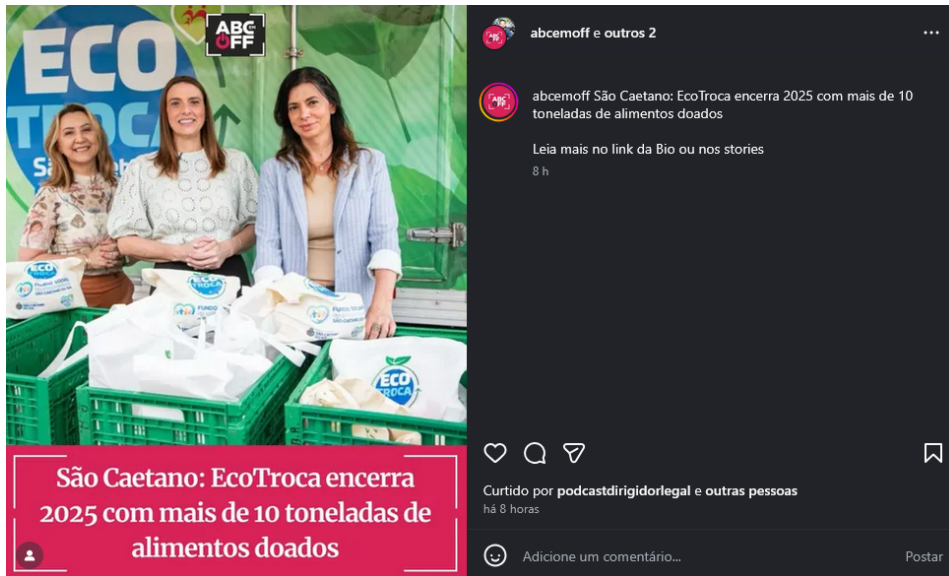 ABC EM
OFF
ECO
TROCA
ECO
TROCA
FUNDO
ECO
TROCA
São Caetano: EcoTroca encerra
2025 com mais de 10 toneladas de
alimentos doados
abcemoff e outros 2
abcemoff São Caetano: EcoTroca encerra 2025 com mais de 10
toneladas de alimentos doados
Leia mais no link da Bio ou nos stories
8 h
Curtido por podcastdirigidorlegal e outras pessoas
há 8 horas
Adicione um comentário...
Postar